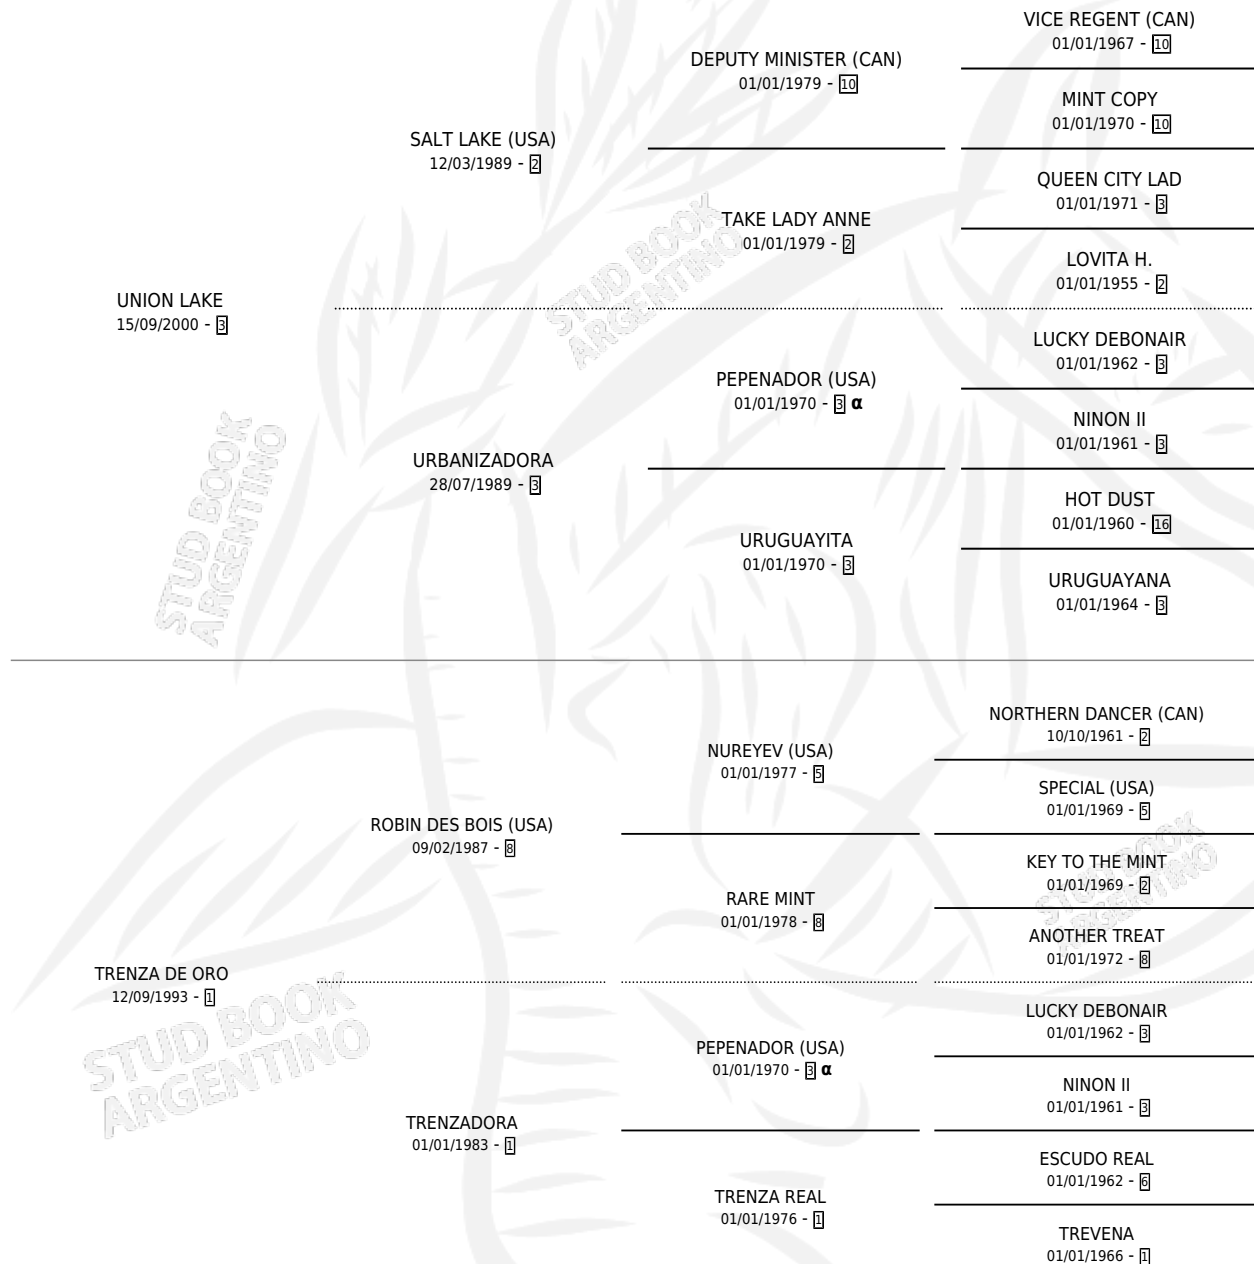 VICE REGENT (CAN)
01/01/1967 - 10
DEPUTY MINISTER (CAN)
01/01/1979 - 10
MINT COPY
01/01/1970 - 10
SALT LAKE (USA)
12/03/1989 - 2
QUEEN CITY LAD
01/01/1971 - 3
TAKE LADY ANNE
01/01/1979 - 2
LOVITA H.
01/01/1955 - 2
UNION LAKE
15/09/2000 - 3
LUCKY DEBONAIR
01/01/1962 - 3
PEPENADOR (USA)
01/01/1970 - 3 α
NINON II
01/01/1961 - 3
URBANIZADORA
28/07/1989 - 3
HOT DUST
01/01/1960 - 16
URUGUAYITA
01/01/1970 - 3
URUGUAYANA
01/01/1964 - 3
NORTHERN DANCER (CAN)
10/10/1961 - 2
NUREYEV (USA)
01/01/1977 - 5
SPECIAL (USA)
01/01/1969 - 5
ROBIN DES BOIS (USA)
09/02/1987 - 8
KEY TO THE MINT
01/01/1969 - 2
RARE MINT
01/01/1978 - 8
ANOTHER TREAT
01/01/1972 - 8
TRENZA DE ORO
12/09/1993 - 1
LUCKY DEBONAIR
01/01/1962 - 3
PEPENADOR (USA)
01/01/1970 - 3 α
NINON II
01/01/1961 - 3
TRENZADORA
01/01/1983 - 1
ESCUDO REAL
01/01/1962 - 6
TRENZA REAL
01/01/1976 - 1
TREVENA
01/01/1966 - 1
STUD BOOK
ARGENTINO
STUD BOOK
ARGENTINO
STUD BOOK
ARGENTINO
STUD BOOK
ARGENTINO